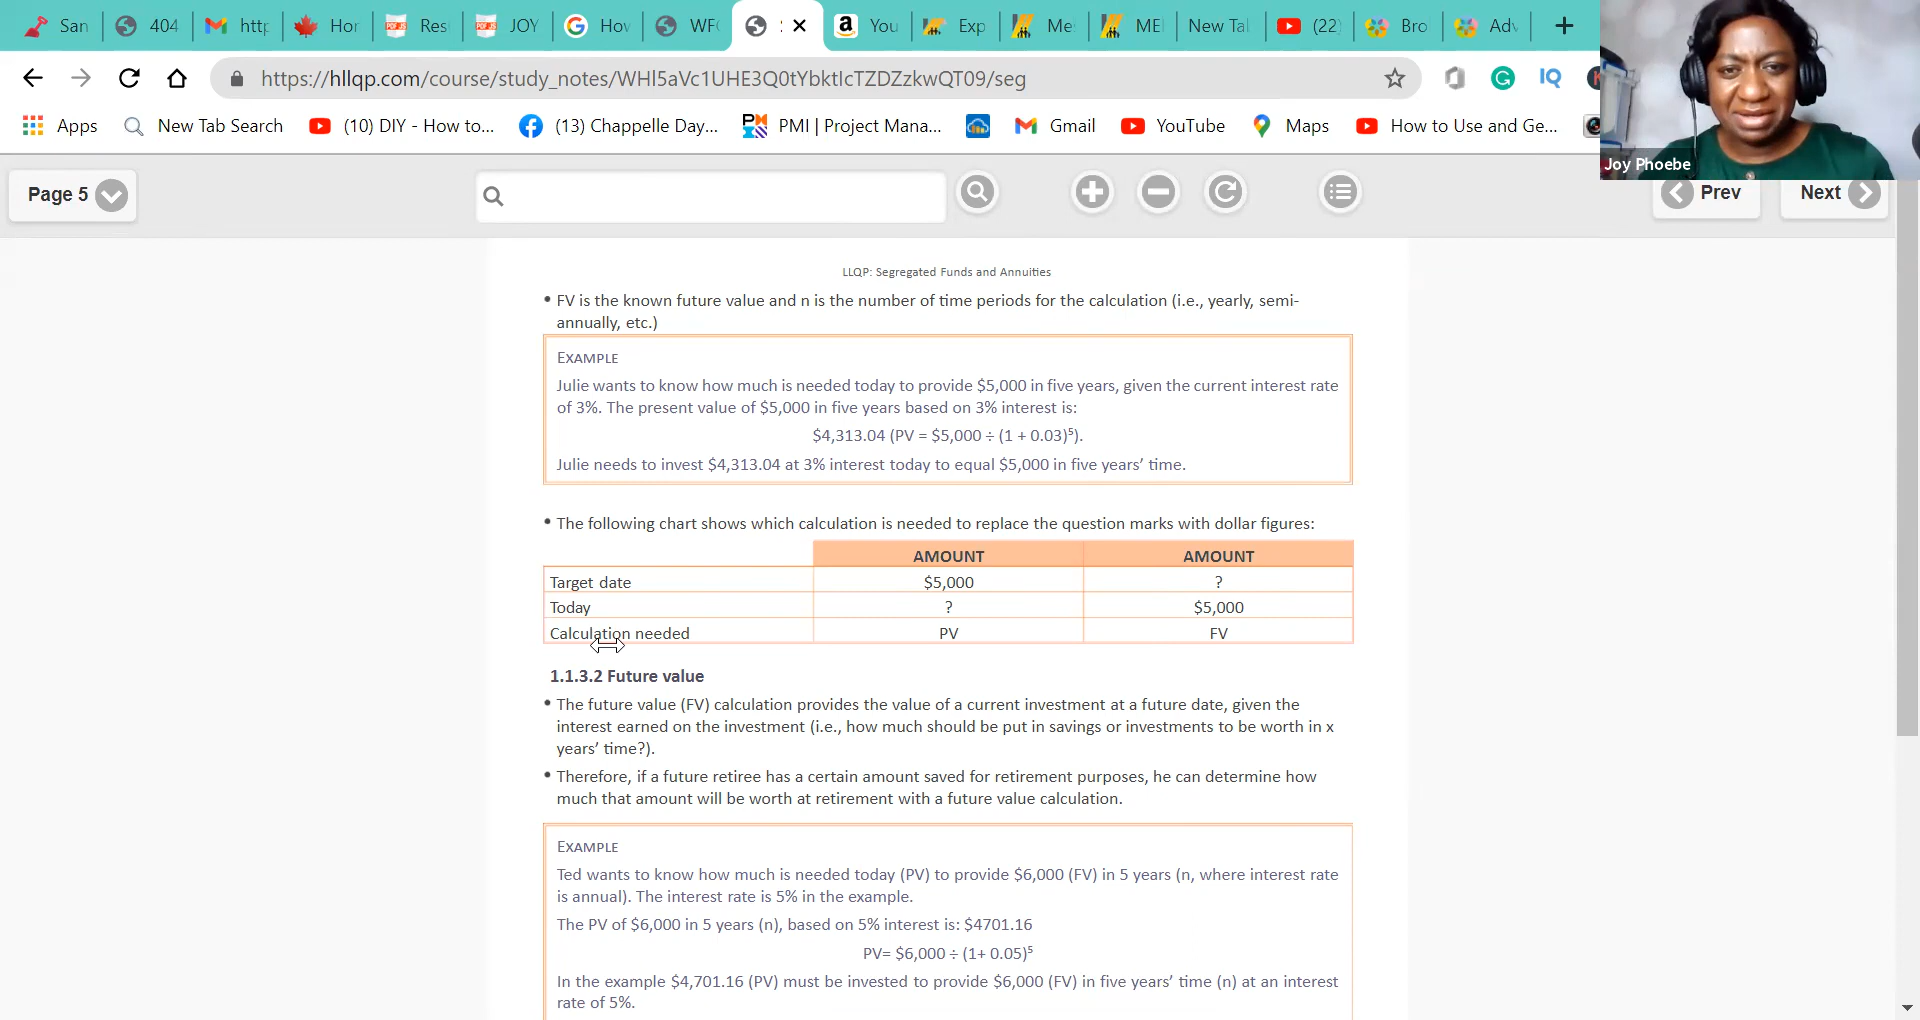 San
404
http
Hor
Res
JOY
Hov
WF
You
Exp
Me
ME
New Tal
(22)
Bro
Adv
https://hllqp.com/course/study_notes/WHl5aVc1UHE3Q0tYbktIcTZDZzkwQT09/seg
IQ
Apps
New Tab Search
(10) DIY - How to...
(13) Chappelle Day...
PMI | Project Mana...
Gmail
YouTube
Maps
How to Use and Ge...
Joy Phoebe
Page 5
Prev
Next
LLQP: Segregated Funds and Annuities
• FV is the known future value and n is the number of time periods for the calculation (i.e., yearly, semi-
annually, etc.)
EXAMPLE
Julie wants to know how much is needed today to provide $5,000 in five years, given the current interest rate
of 3%. The present value of $5,000 in five years based on 3% interest is:
$4,313.04 (PV = $5,000 ÷ (1 + 0.03)⁵).
Julie needs to invest $4,313.04 at 3% interest today to equal $5,000 in five years’ time.
• The following chart shows which calculation is needed to replace the question marks with dollar figures:
AMOUNT AMOUNT
Target date $5,000 ?
Today ? $5,000
Calculation needed PV FV
1.1.3.2 Future value
• The future value (FV) calculation provides the value of a current investment at a future date, given the
interest earned on the investment (i.e., how much should be put in savings or investments to be worth in x
years’ time?).
• Therefore, if a future retiree has a certain amount saved for retirement purposes, he can determine how
much that amount will be worth at retirement with a future value calculation.
EXAMPLE
Ted wants to know how much is needed today (PV) to provide $6,000 (FV) in 5 years (n, where interest rate
is annual). The interest rate is 5% in the example.
The PV of $6,000 in 5 years (n), based on 5% interest is: $4701.16
PV= $6,000 ÷ (1+ 0.05)⁵
In the example $4,701.16 (PV) must be invested to provide $6,000 (FV) in five years’ time (n) at an interest
rate of 5%.